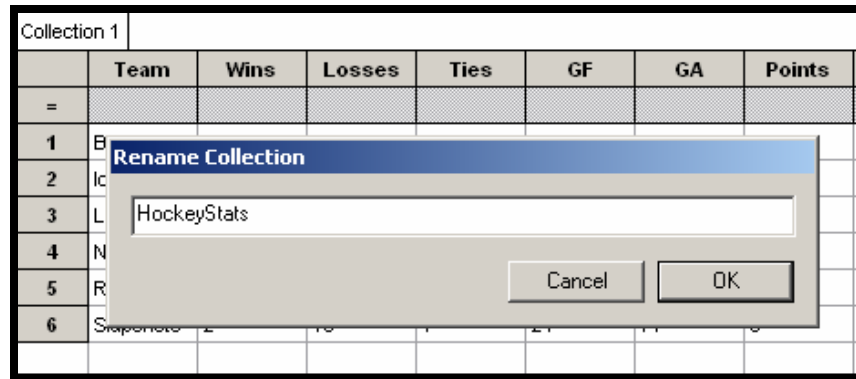 Collection 1
Team Wins Losses Ties GF GA Points
=
1 B
Rename Collection
2 Ic
3 L
HockeyStats
4 N
Cancel OK
5 R
6